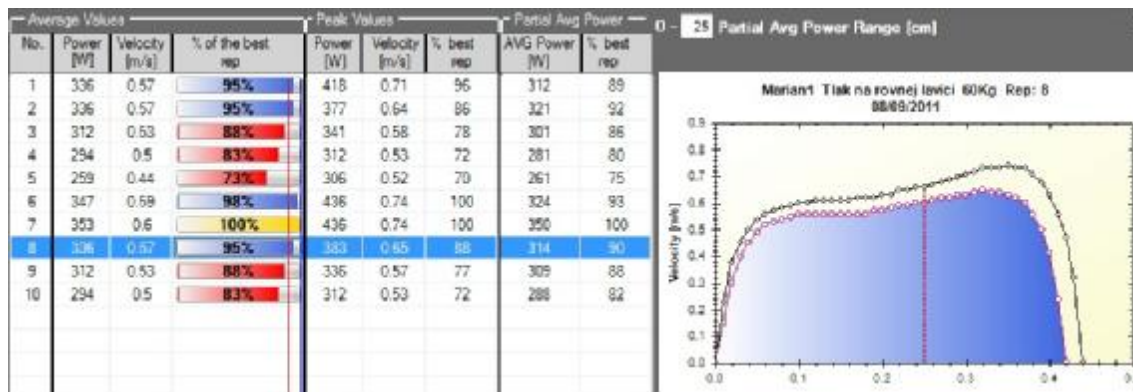 Average Values Peak Values Partial Avg Power 0 - 25 Partial Avg Power Range [cm]
No. Power [W] Velocity [m/s] % of the best rep Power [W] Velocity [m/s] % best rep AVG Power [W] % best rep
1 336 0.57 95% 418 0.71 96 312 89
2 336 0.57 95% 377 0.64 86 321 92
3 312 0.53 88% 341 0.58 78 301 86
4 294 0.5 83% 312 0.53 72 281 80
5 259 0.44 73% 306 0.52 70 261 75
6 347 0.59 98% 436 0.74 100 324 93
7 353 0.6 100% 436 0.74 100 350 100
8 336 0.57 95% 383 0.65 88 314 90
9 312 0.53 88% 336 0.57 77 309 88
10 294 0.5 83% 312 0.53 72 288 82
Marian1 Tlak na rovnej lavici 60Kg Rep: 8
08/09/2011
Velocity [m/s]
0.9
0.8
0.7
0.6
0.5
0.4
0.3
0.2
0.1
0.0
0.0 0.1 0.2 0.3 0.4